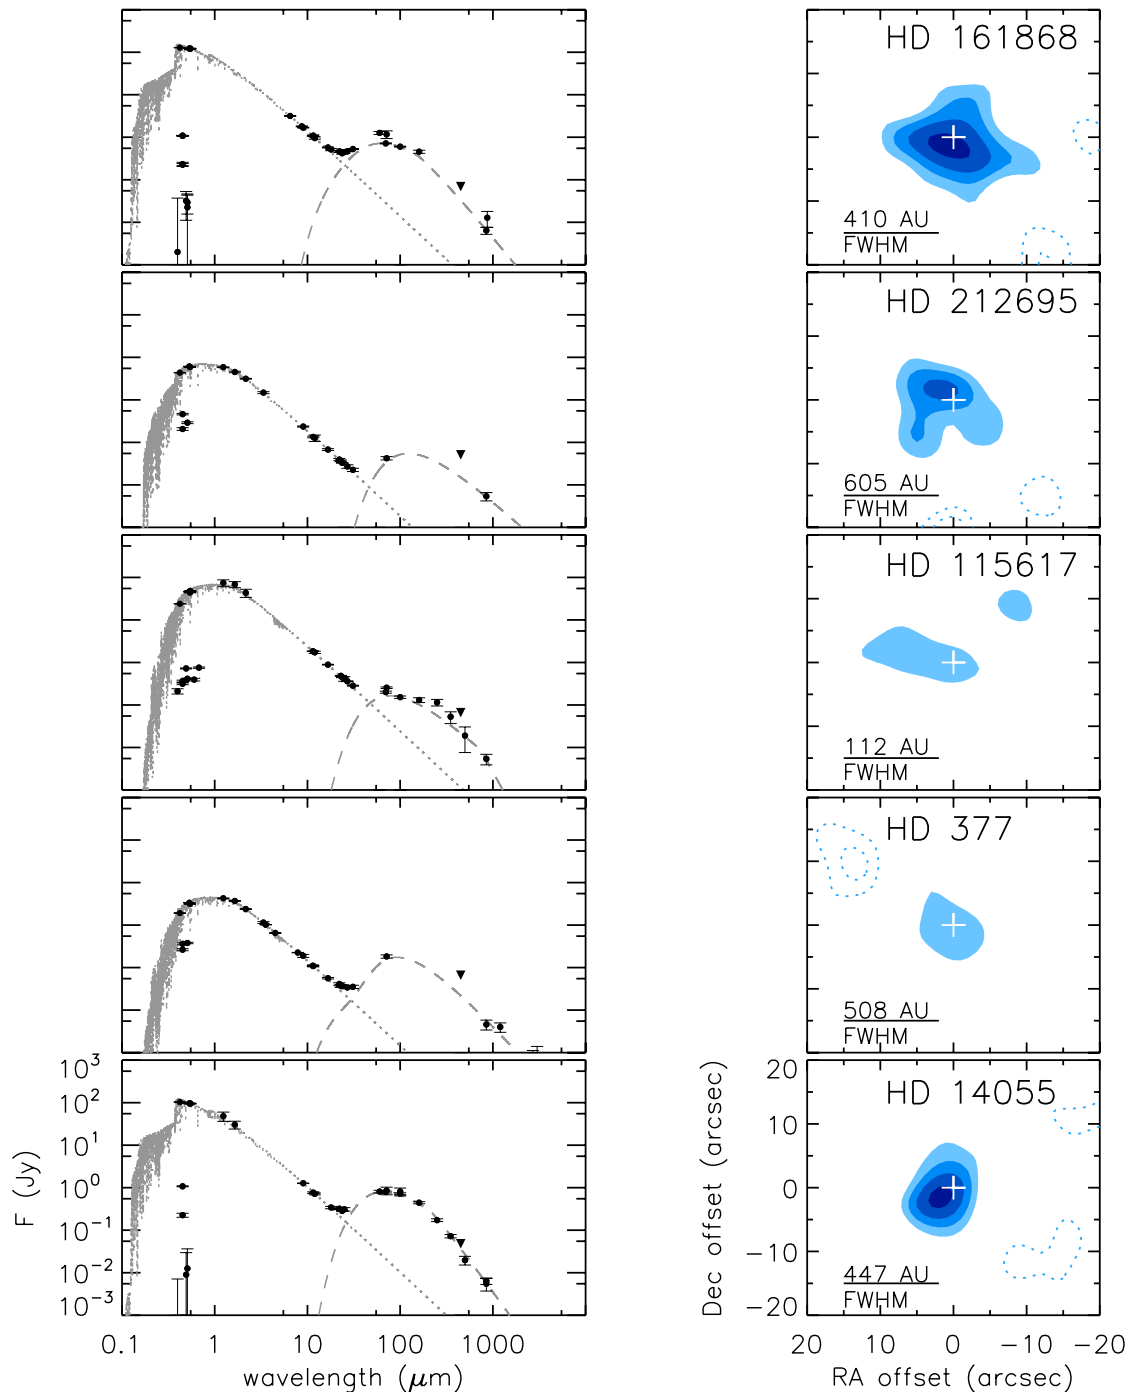 HD 161868
410 AU
FWHM
HD 212695
605 AU
FWHM
HD 115617
112 AU
FWHM
HD 377
508 AU
FWHM
HD 14055
447 AU
FWHM
F (Jy)
10³
10²
10¹
10⁰
10⁻¹
10⁻²
10⁻³
0.1 1 10 100 1000
wavelength (μm)
Dec offset (arcsec)
20
10
0
−10
−20
20 10 0 −10 −20
RA offset (arcsec)